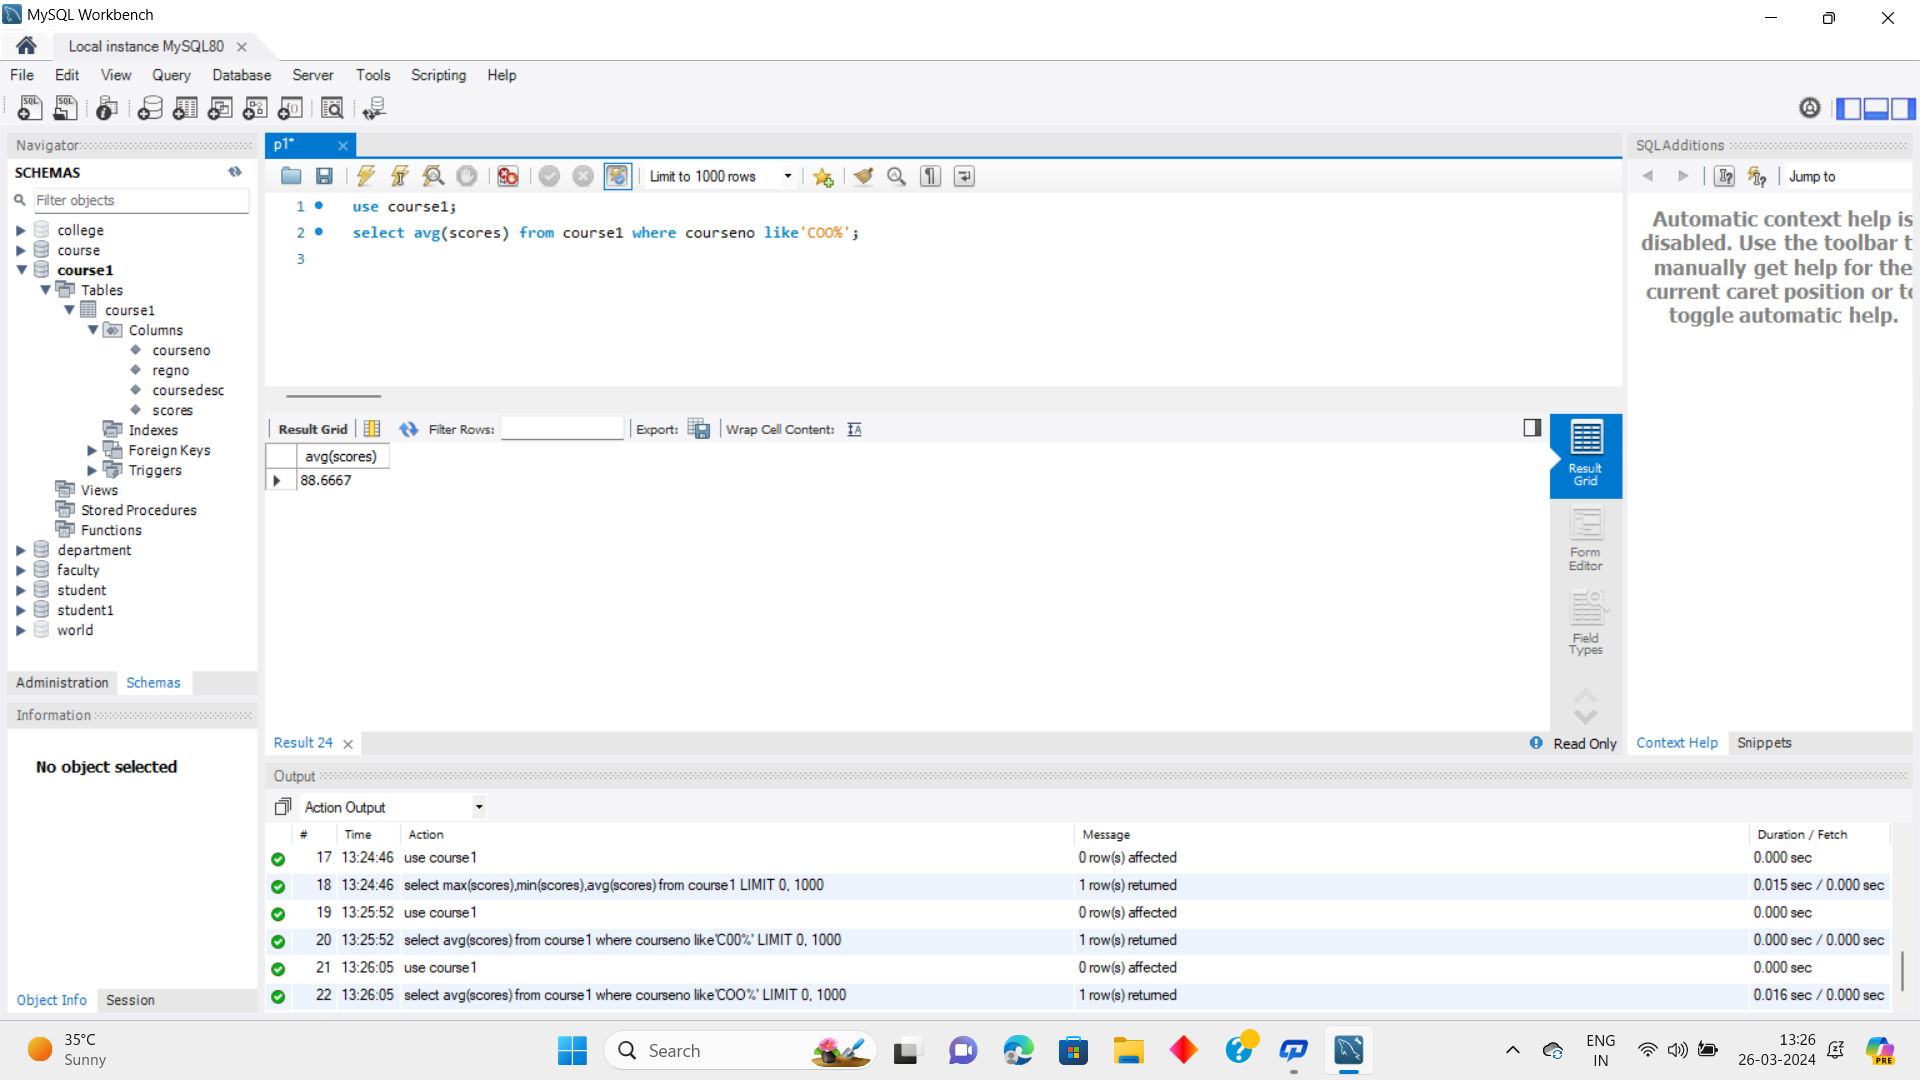 MySQL Workbench
Local instance MySQL80
File Edit View Query Database Server Tools Scripting Help
Navigator
SCHEMAS
Filter objects
college
course
course1
Tables
course1
Columns
courseno
regno
coursedesc
scores
Indexes
Foreign Keys
Triggers
Views
Stored Procedures
Functions
department
faculty
student
student1
world
Administration Schemas
Information
No object selected
Object Info Session
p1*
Limit to 1000 rows
1 use course1;
2 select avg(scores) from course1 where courseno like'COO%';
3
Result Grid Filter Rows: Export: Wrap Cell Content:
avg(scores)
88.6667
Result Grid
Form Editor
Field Types
Result 24
Read Only
SQLAdditions
Jump to
Automatic context help is
disabled. Use the toolbar t
manually get help for the
current caret position or to
toggle automatic help.
Context Help Snippets
Output
Action Output
# Time Action Message Duration / Fetch
17 13:24:46 use course1 0 row(s) affected 0.000 sec
18 13:24:46 select max(scores),min(scores),avg(scores) from course1 LIMIT 0, 1000 1 row(s) returned 0.015 sec / 0.000 sec
19 13:25:52 use course1 0 row(s) affected 0.000 sec
20 13:25:52 select avg(scores) from course1 where courseno like'C00%' LIMIT 0, 1000 1 row(s) returned 0.000 sec / 0.000 sec
21 13:26:05 use course1 0 row(s) affected 0.000 sec
22 13:26:05 select avg(scores) from course1 where courseno like'COO%' LIMIT 0, 1000 1 row(s) returned 0.016 sec / 0.000 sec
35°C
Sunny
Search
ENG
IN
13:26
26-03-2024
PRE